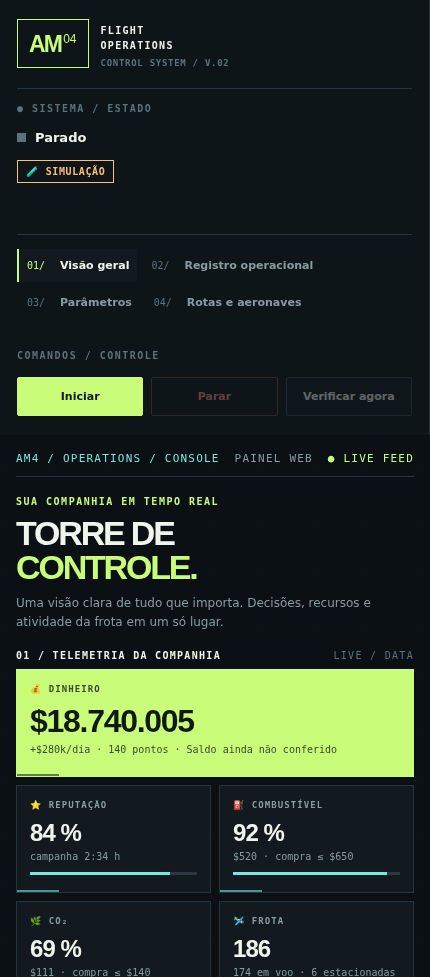 AM04
FLIGHT
OPERATIONS
CONTROL SYSTEM / V.02
● SISTEMA / ESTADO
Parado
🧪 SIMULAÇÃO
01/ Visão geral
02/ Registro operacional
03/ Parâmetros
04/ Rotas e aeronaves
COMANDOS / CONTROLE
Iniciar
Parar
Verificar agora
AM4 / OPERATIONS / CONSOLE
PAINEL WEB
● LIVE FEED
SUA COMPANHIA EM TEMPO REAL
TORRE DE
CONTROLE.
Uma visão clara de tudo que importa. Decisões, recursos e
atividade da frota em um só lugar.
01 / TELEMETRIA DA COMPANHIA
LIVE / DATA
💰 DINHEIRO
$18.740.005
+$280k/dia · 140 pontos · Saldo ainda não conferido
⭐ REPUTAÇÃO
84 %
campanha 2:34 h
⛽ COMBUSTÍVEL
92 %
$520 · compra ≤ $650
🌿 CO₂
69 %
$111 · compra ≤ $140
🛩️ FROTA
186
174 em voo · 6 estacionadas